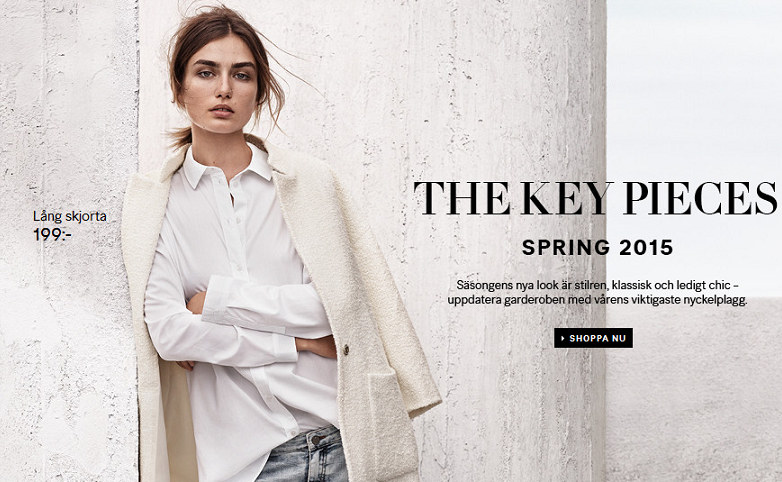 Lång skjorta
199:-
THE KEY PIECES
SPRING 2015
Säsongens nya look är stilren, klassisk och ledigt chic –
uppdatera garderoben med vårens viktigaste nyckelplagg.
SHOPPA NU